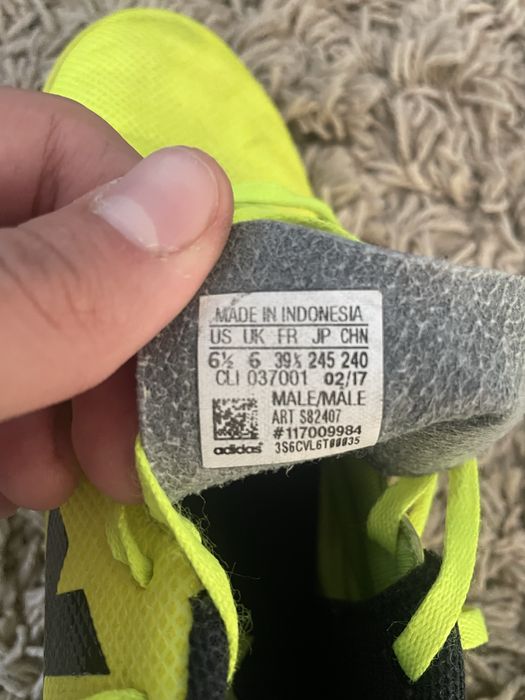 MADE IN INDONESIA
US UK FR JP CHN
6½ 6 39⅓ 245 240
CLI 037001 02/17
MALE/MALE
ART S82407
#117009984
adidas